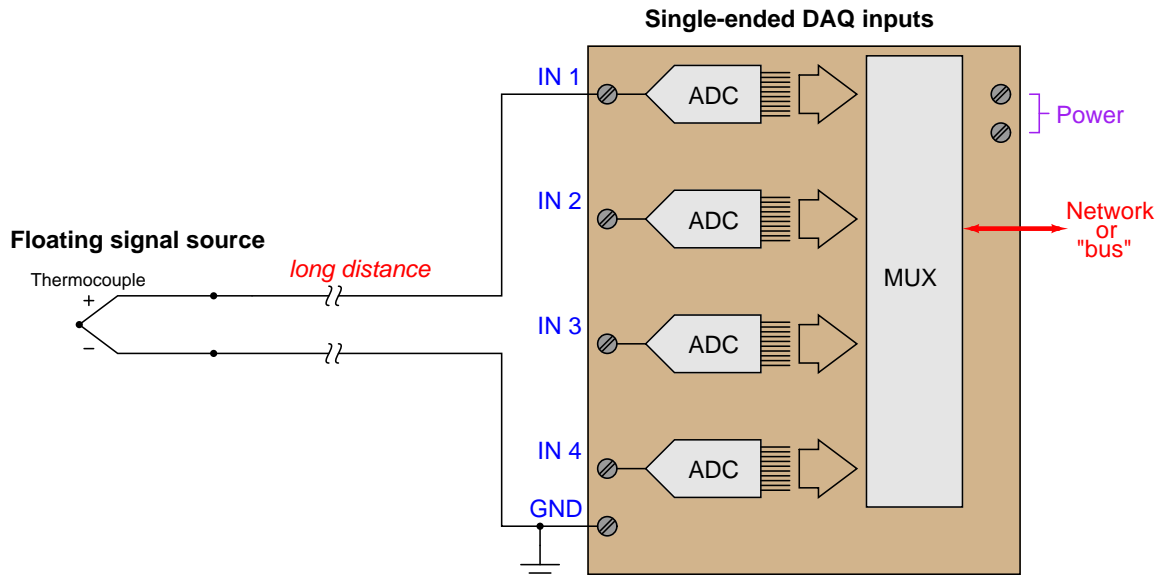 Single-ended DAQ inputs
IN 1
ADC
Power
IN 2
ADC
Network
or
"bus"
Floating signal source
long distance
Thermocouple
+
−
MUX
IN 3
ADC
IN 4
ADC
GND